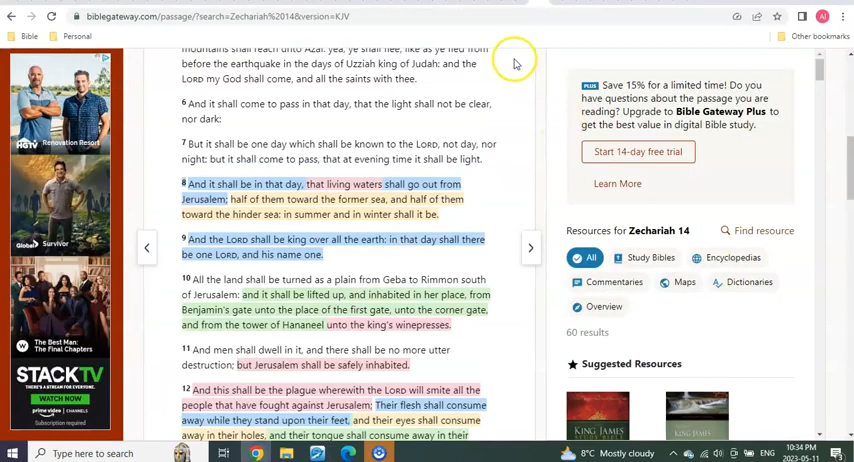 biblegateway.com/passage/?search=Zechariah%2014&version=KJV
Bible
Personal
Other bookmarks
AI
mountains shall reach unto Azal: yea, ye shall flee, like as ye fled from
before the earthquake in the days of Uzziah king of Judah: and the
LORD my God shall come, and all the saints with thee.
6 And it shall come to pass in that day, that the light shall not be clear,
nor dark:
7 But it shall be one day which shall be known to the LORD, not day, nor
night: but it shall come to pass, that at evening time it shall be light.
8 And it shall be in that day, that living waters shall go out from
Jerusalem; half of them toward the former sea, and half of them
toward the hinder sea: in summer and in winter shall it be.
9 And the LORD shall be king over all the earth: in that day shall there
be one LORD, and his name one.
10 All the land shall be turned as a plain from Geba to Rimmon south
of Jerusalem: and it shall be lifted up, and inhabited in her place, from
Benjamin's gate unto the place of the first gate, unto the corner gate,
and from the tower of Hananeel unto the king's winepresses.
11 And men shall dwell in it, and there shall be no more utter
destruction; but Jerusalem shall be safely inhabited.
12 And this shall be the plague wherewith the LORD will smite all the
people that have fought against Jerusalem; Their flesh shall consume
away while they stand upon their feet, and their eyes shall consume
away in their holes, and their tongue shall consume away in their
HGTV Renovation Resort
Global Survivor
The Best Man:
The Final Chapters
STACKTV
WATCH NOW
prime video | CHANNELS
Subscription required
PLUS Save 15% for a limited time! Do you
have questions about the passage you are
reading? Upgrade to Bible Gateway Plus to
get the best value in digital Bible study.
Start 14-day free trial
Learn More
Resources for Zechariah 14
Find resource
All
Study Bibles
Encyclopedias
Commentaries
Maps
Dictionaries
Overview
60 results
Suggested Resources
KING JAMES
KING JAMES
Type here to search
8°C Mostly cloudy
ENG
10:34 PM
2023-05-11
3